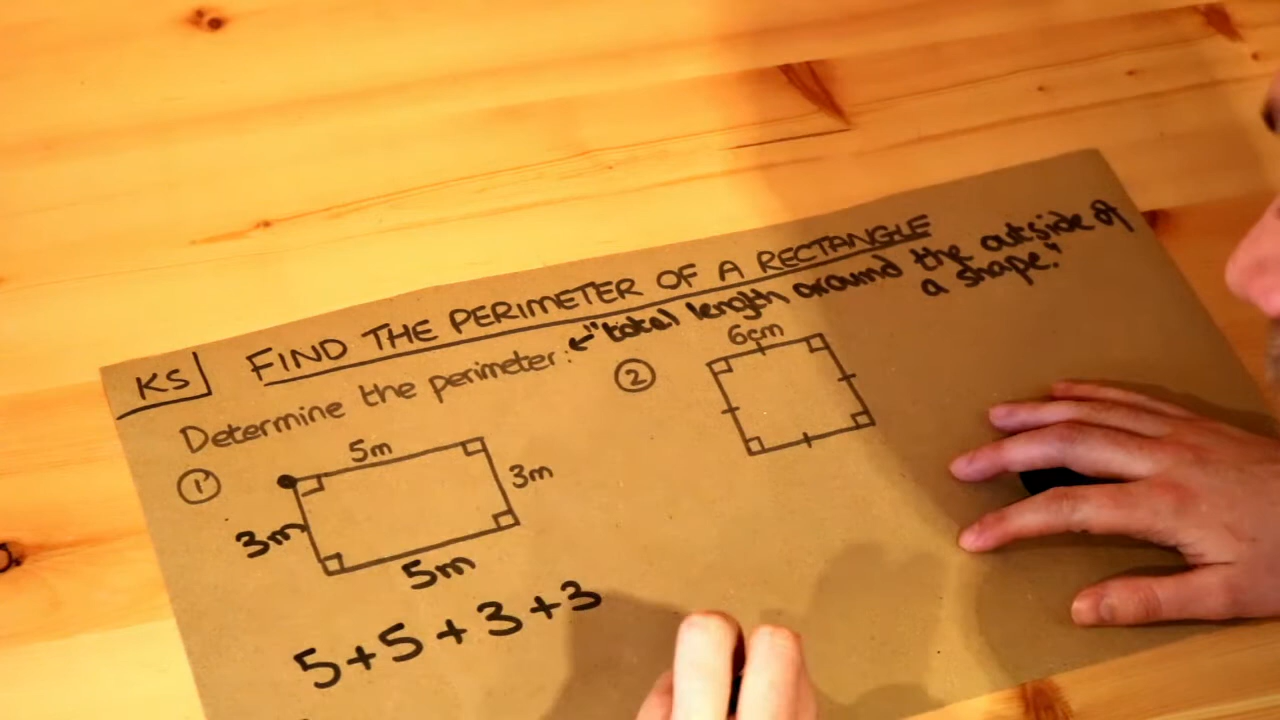 KS
FIND THE PERIMETER OF A RECTANGLE
Determine the perimeter: ← "total length around the outside of
a shape."
①
5m
3m
3m
5m
5+5+3+3
②
6cm